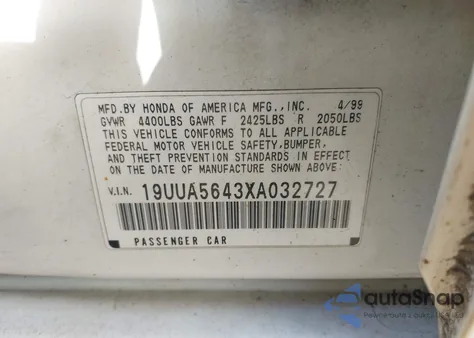 MFD.BY HONDA OF AMERICA MFG.,INC. 4/99
GVWR 4400LBS GAWR F 2425LBS R 2050LBS
THIS VEHICLE CONFORMS TO ALL APPLICABLE
FEDERAL MOTOR VEHICLE SAFETY,BUMPER,
AND THEFT PREVENTION STANDARDS IN EFFECT
ON THE DATE OF MANUFACTURE SHOWN ABOVE.
V.I.N. 19UUA5643XA032727
PASSENGER CAR
autaSnap